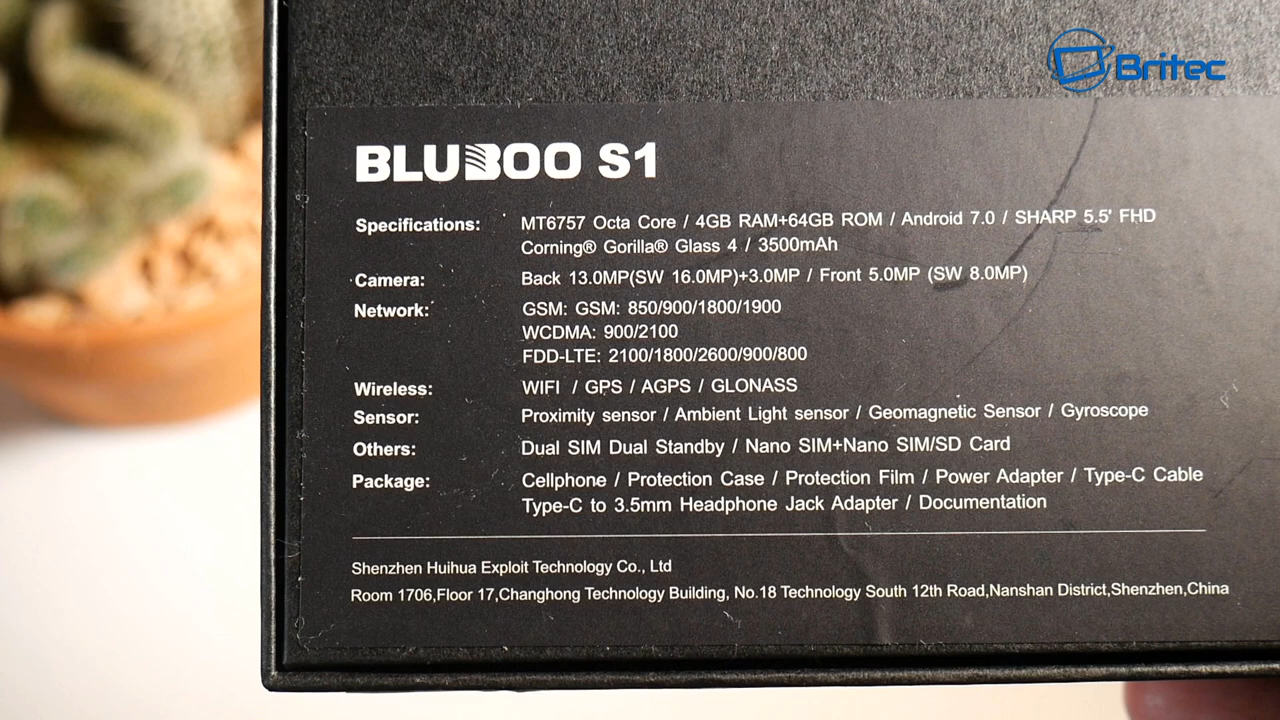 Britec
BLUBOO S1
Specifications: MT6757 Octa Core / 4GB RAM+64GB ROM / Android 7.0 / SHARP 5.5' FHD
Corning® Gorilla® Glass 4 / 3500mAh
Camera: Back 13.0MP(SW 16.0MP)+3.0MP / Front 5.0MP (SW 8.0MP)
Network: GSM: GSM: 850/900/1800/1900
WCDMA: 900/2100
FDD-LTE: 2100/1800/2600/900/800
Wireless: WIFI / GPS / AGPS / GLONASS
Sensor: Proximity sensor / Ambient Light sensor / Geomagnetic Sensor / Gyroscope
Others: Dual SIM Dual Standby / Nano SIM+Nano SIM/SD Card
Package: Cellphone / Protection Case / Protection Film / Power Adapter / Type-C Cable
Type-C to 3.5mm Headphone Jack Adapter / Documentation
Shenzhen Huihua Exploit Technology Co., Ltd
Room 1706,Floor 17,Changhong Technology Building, No.18 Technology South 12th Road,Nanshan District,Shenzhen,China